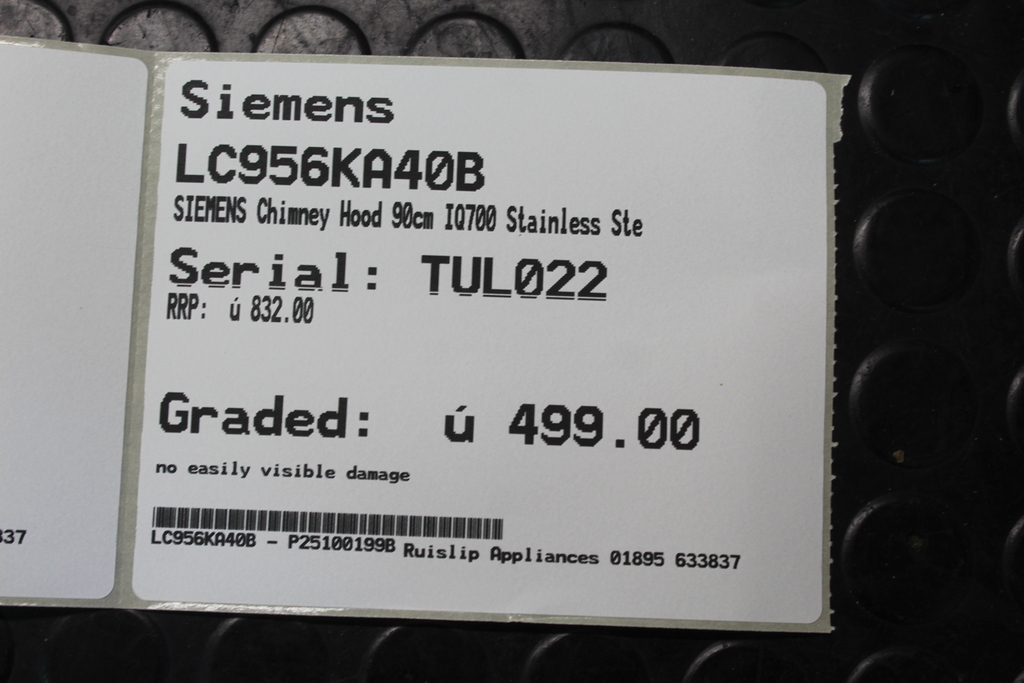 Siemens
LC956KA40B
SIEMENS Chimney Hood 90cm IQ700 Stainless Ste
Serial: TUL022
RRP: ú 832.00
Graded: ú 499.00
no easily visible damage
LC956KA40B - P25100199B Ruislip Appliances 01895 633837
337